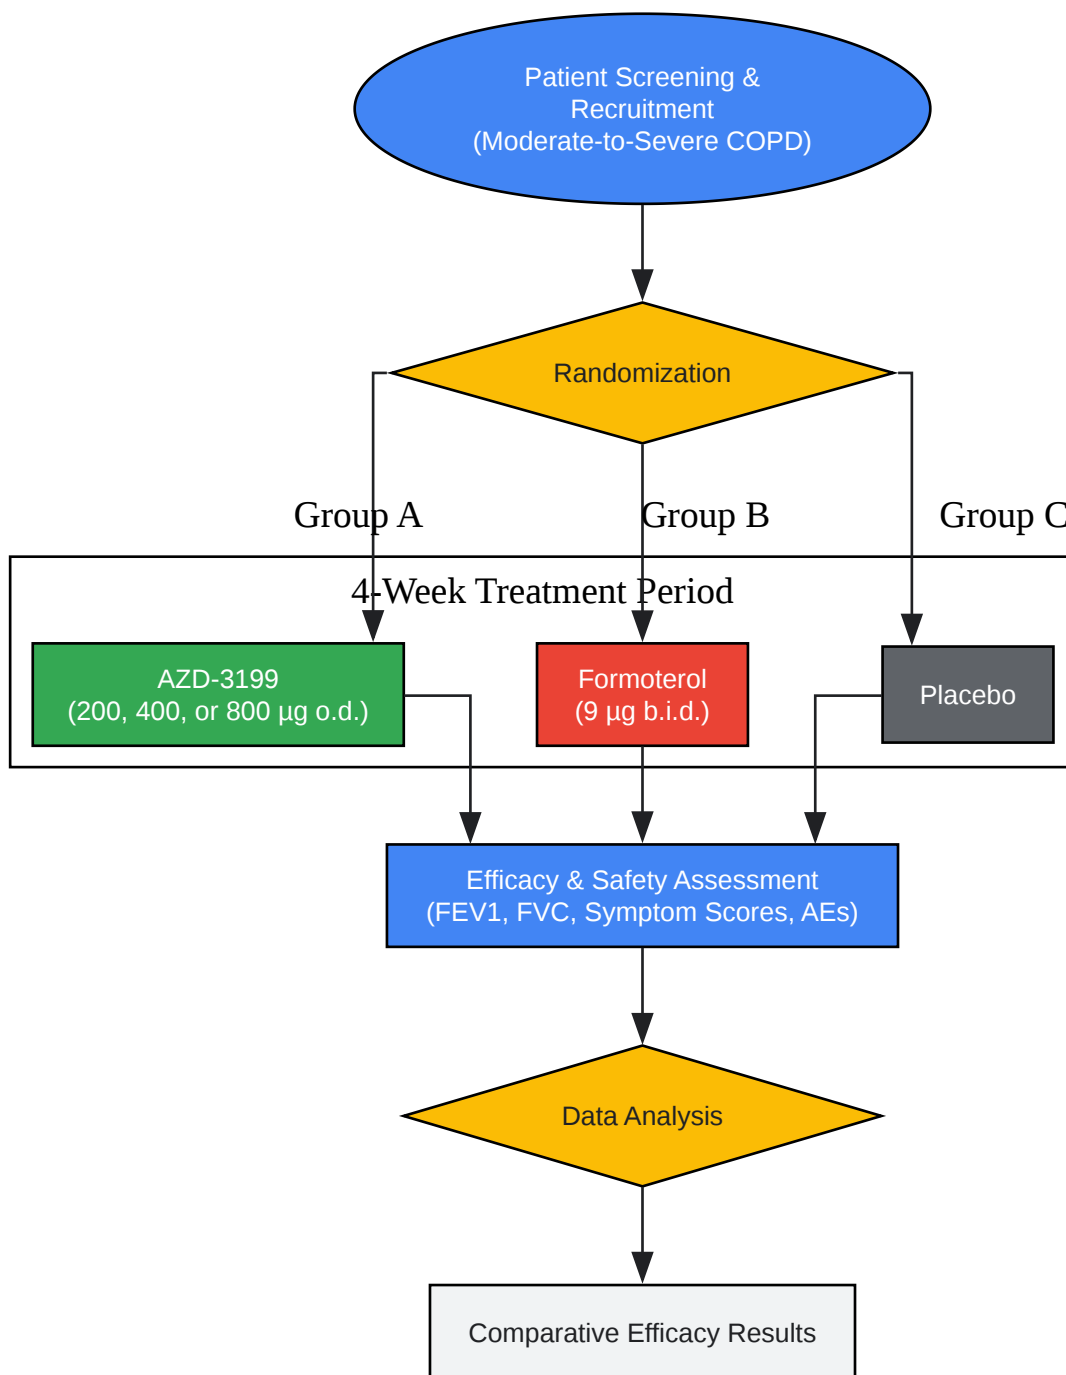 Patient Screening &
Recruitment
(Moderate-to-Severe COPD)
Randomization
Group A
Group B
Group C
4-Week Treatment Period
AZD-3199
(200, 400, or 800 µg o.d.)
Formoterol
(9 µg b.i.d.)
Placebo
Efficacy & Safety Assessment
(FEV1, FVC, Symptom Scores, AEs)
Data Analysis
Comparative Efficacy Results